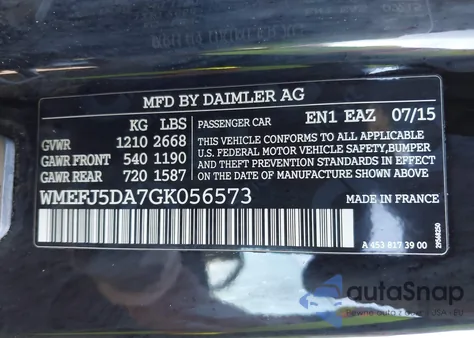 MFD BY DAIMLER AG
KG LBS PASSENGER CAR EN1 EAZ 07/15
GVWR 1210 2668
GAWR FRONT 540 1190
GAWR REAR 720 1587
THIS VEHICLE CONFORMS TO ALL APPLICABLE
U.S. FEDERAL MOTOR VEHICLE SAFETY, BUMPER,
AND THEFT PREVENTION STANDARDS IN EFFECT
ON THE DATE OF MANUFACTURE SHOWN ABOVE.
WMEFJ5DA7GK056573 MADE IN FRANCE
A 453 817 39 00
29568250
autoSnap